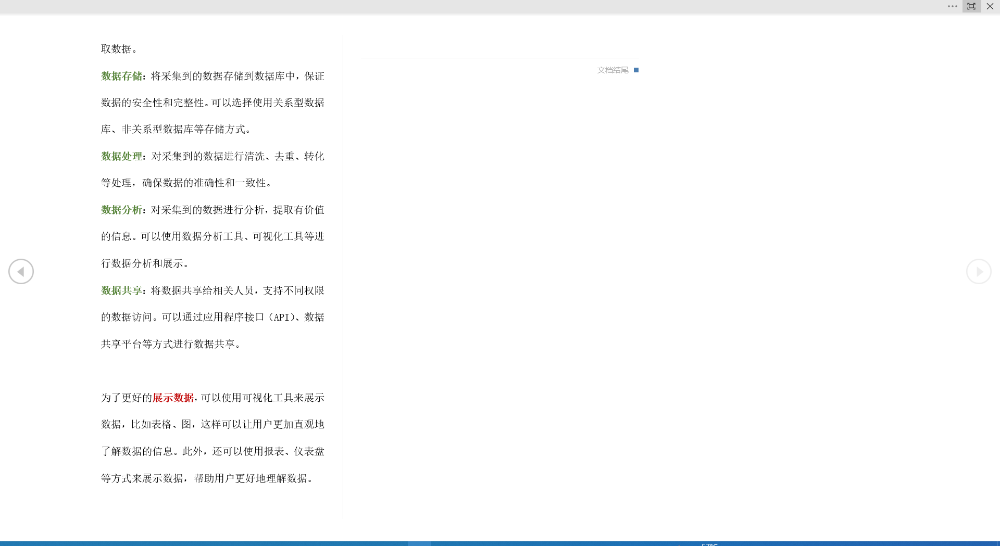 取数据。
数据存储：将采集到的数据存储到数据库中，保证
数据的安全性和完整性。可以选择使用关系型数据
库、非关系型数据库等存储方式。
数据处理：对采集到的数据进行清洗、去重、转化
等处理，确保数据的准确性和一致性。
数据分析：对采集到的数据进行分析，提取有价值
的信息。可以使用数据分析工具、可视化工具等进
行数据分析和展示。
数据共享：将数据共享给相关人员，支持不同权限
的数据访问。可以通过应用程序接口（API）、数据
共享平台等方式进行数据共享。
为了更好的展示数据，可以使用可视化工具来展示
数据，比如表格、图，这样可以让用户更加直观地
了解数据的信息。此外，还可以使用报表、仪表盘
等方式来展示数据，帮助用户更好地理解数据。
文档结尾